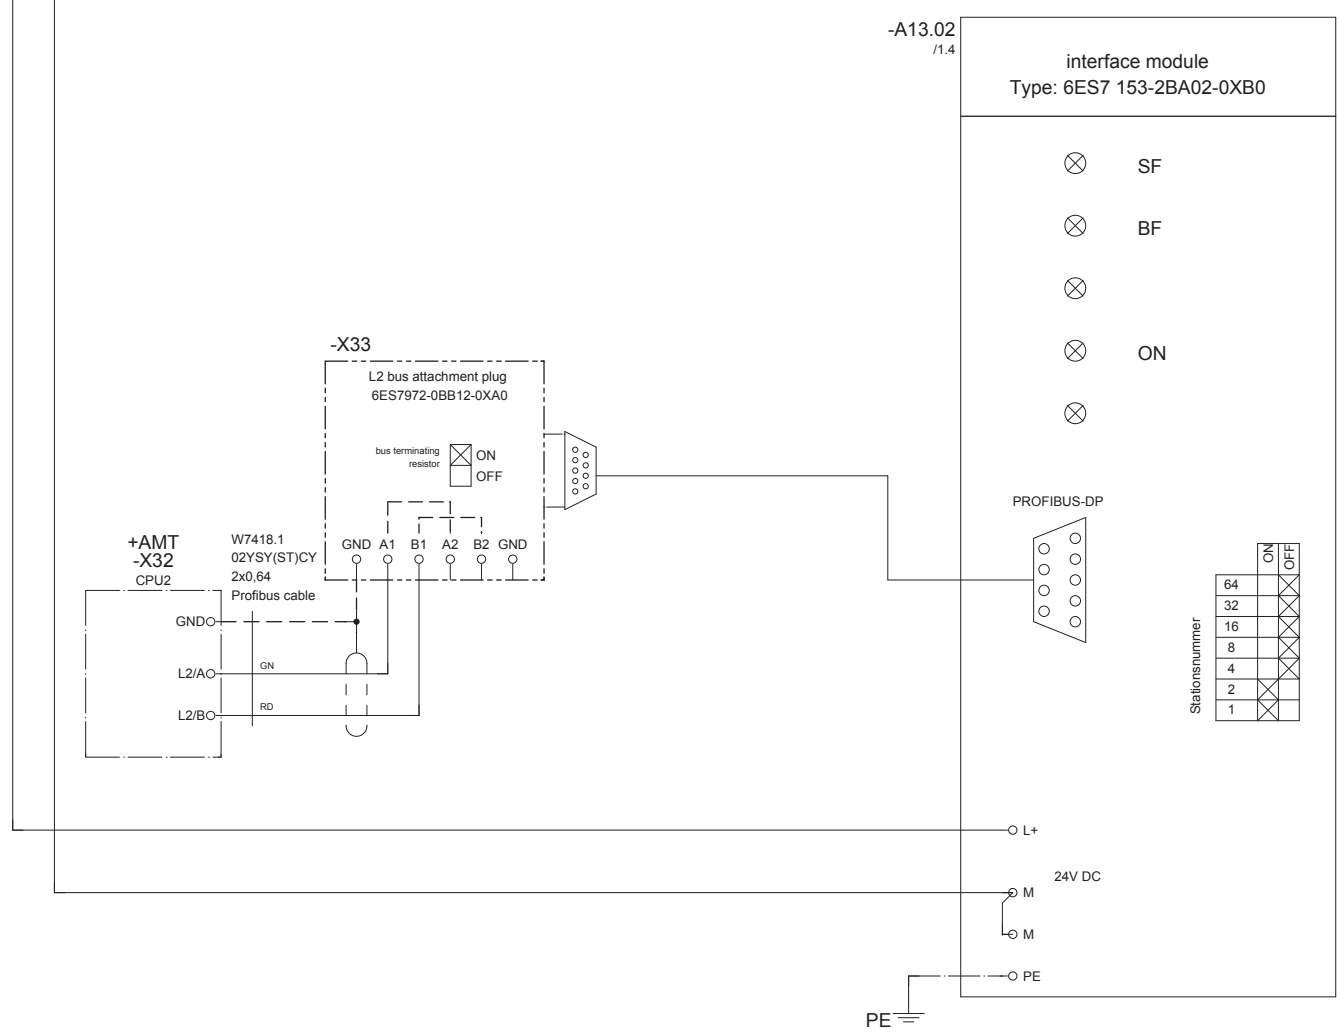 -A13.02
/1.4
interface module
Type: 6ES7 153-2BA02-0XB0
SF
BF
ON
-X33
L2 bus attachment plug
6ES7972-0BB12-0XA0
bus terminating
resistor
ON
OFF
GND A1 B1 A2 B2 GND
+AMT
-X32
CPU2
W7418.1
02YSY(ST)CY
2x0,64
Profibus cable
GND
L2/A
GN
L2/B
RD
PROFIBUS-DP
ON OFF
Stationsnummer
64
32
16
8
4
2
1
L+
24V DC
M
M
PE
PE